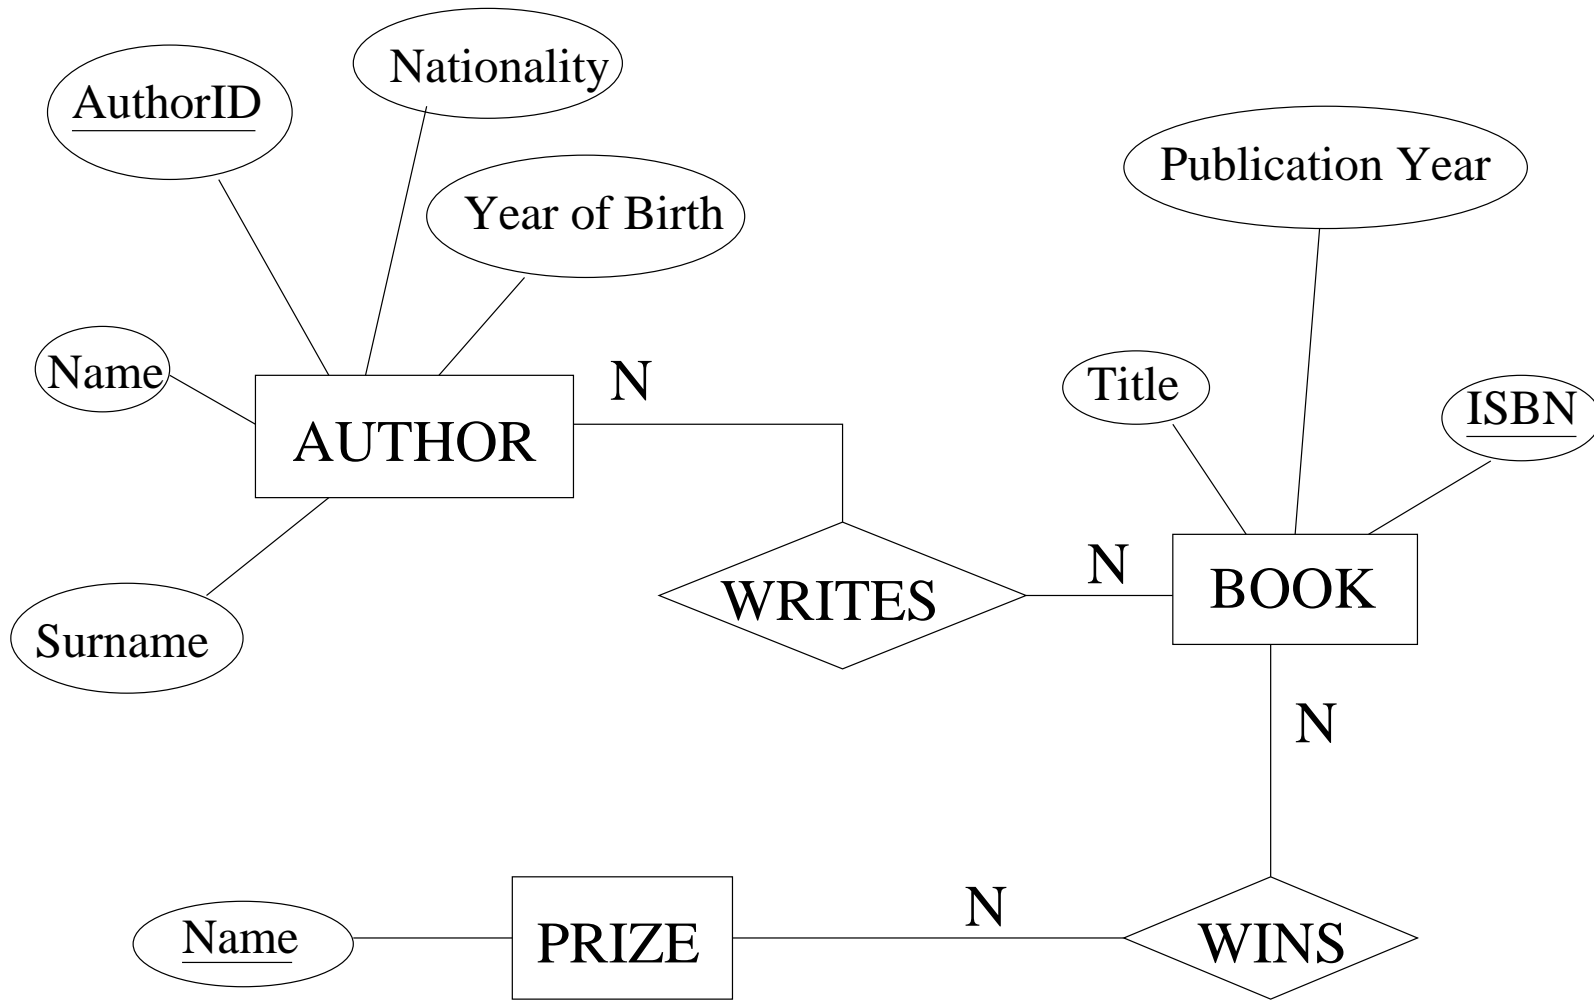 Nationality
AuthorID
Publication Year
Year of Birth
Name
N
Title
ISBN
AUTHOR
N
BOOK
WRITES
Surname
N
N
Name
PRIZE
WINS